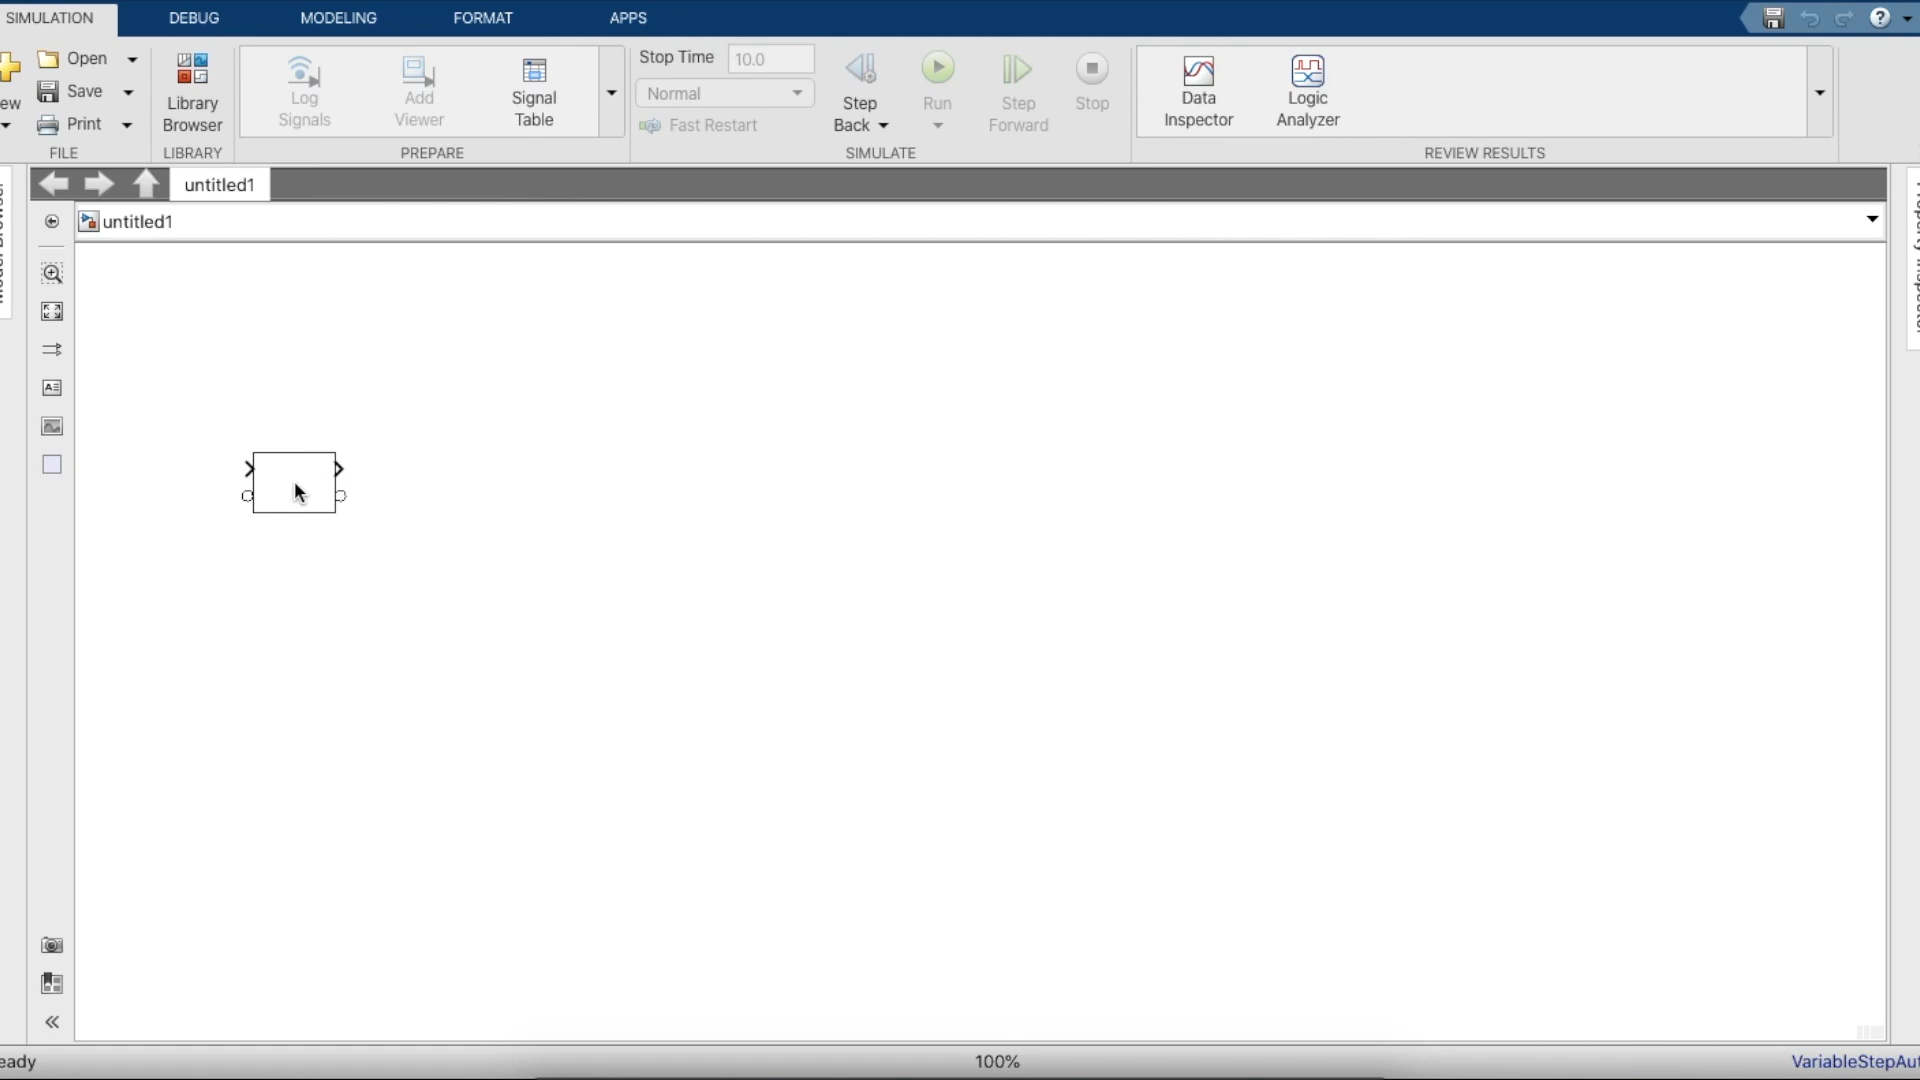 SIMULATION DEBUG MODELING FORMAT APPS
Open
Save
Print
ew
FILE
Library
Browser
LIBRARY
Log
Signals
Add
Viewer
Signal
Table
PREPARE
Stop Time 10.0
Normal
Fast Restart
Step
Back
Run
Step
Forward
Stop
SIMULATE
Data
Inspector
Logic
Analyzer
REVIEW RESULTS
untitled1
untitled1
Property Inspector
eady
100%
VariableStepAut